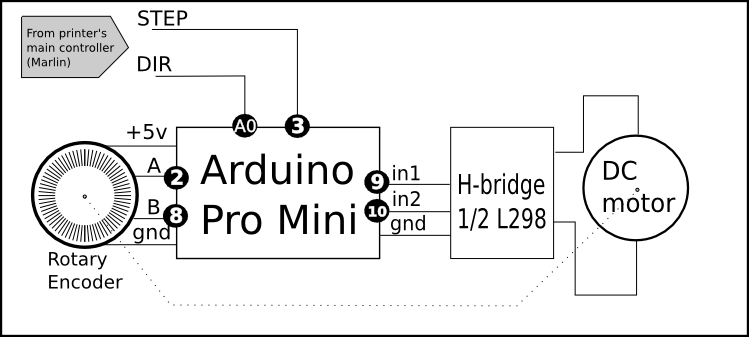 STEP
From printer's
main controller
(Marlin)
DIR
A0
3
+5v
A
2
B
8
gnd
Arduino
Pro Mini
9
in1
10
in2
gnd
H-bridge
1/2 L298
DC
motor
Rotary
Encoder